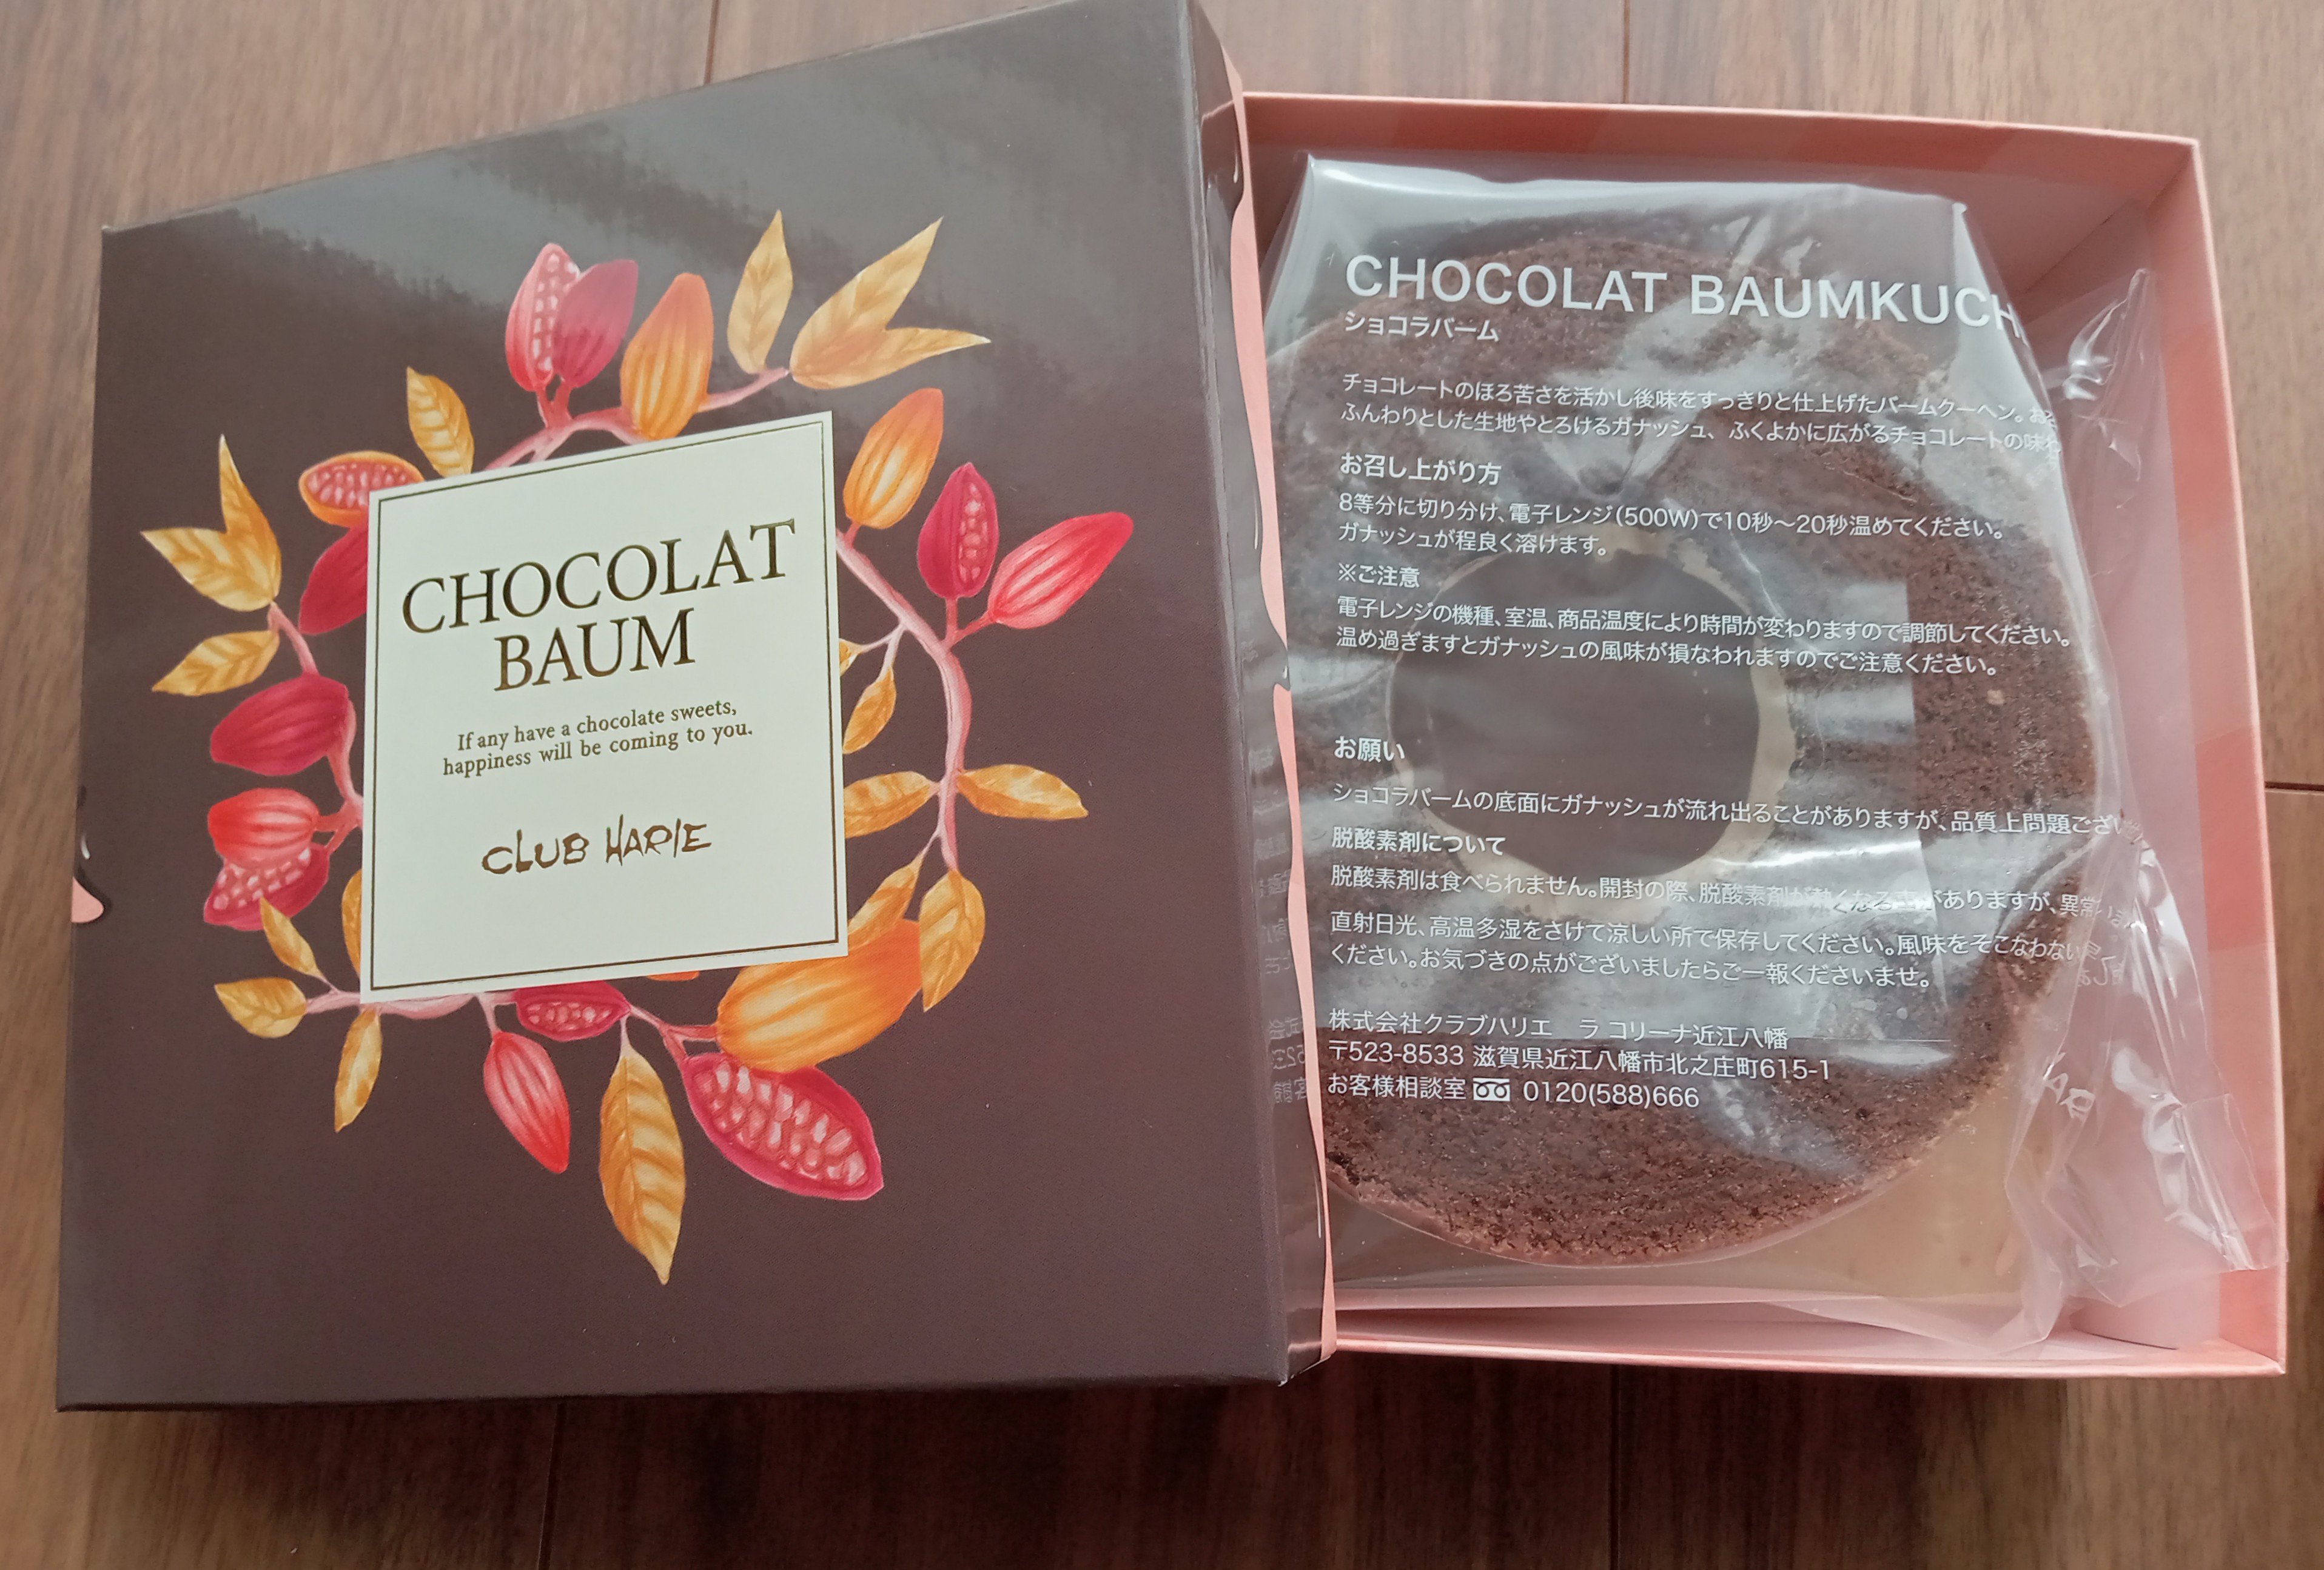 CHOCOLAT
BAUM
If any have a chocolate sweets,
happiness will be coming to you.
CLUB HARIE
CHOCOLAT BAUMKUCH
ショコラバーム
チョコレートのほろ苦さを活かし後味をすっきりと仕上げたバームクーヘン。
ふんわりとした生地やとろけるガナッシュ、ふくよかに広がるチョコレートの味
お召し上がり方
8等分に切り分け、電子レンジ(500W)で10秒〜20秒温めてください。
ガナッシュが程良く溶けます。
※ご注意
電子レンジの機種、室温、商品温度により時間が変わりますので調節してください。
温め過ぎますとガナッシュの風味が損なわれますのでご注意ください。
お願い
ショコラバームの底面にガナッシュが流れ出ることがありますが、品質上問題ござい
脱酸素剤について
脱酸素剤は食べられません。開封の際、脱酸素剤が熱くなる事がありますが、異常
直射日光、高温多湿をさけて涼しい所で保存してください。風味をそこなわない
ください。お気づきの点がございましたらご一報くださいませ。
株式会社クラブハリエ ラ コリーナ近江八幡
〒523-8533 滋賀県近江八幡市北之庄町615-1
お客様相談室 0120(588)666